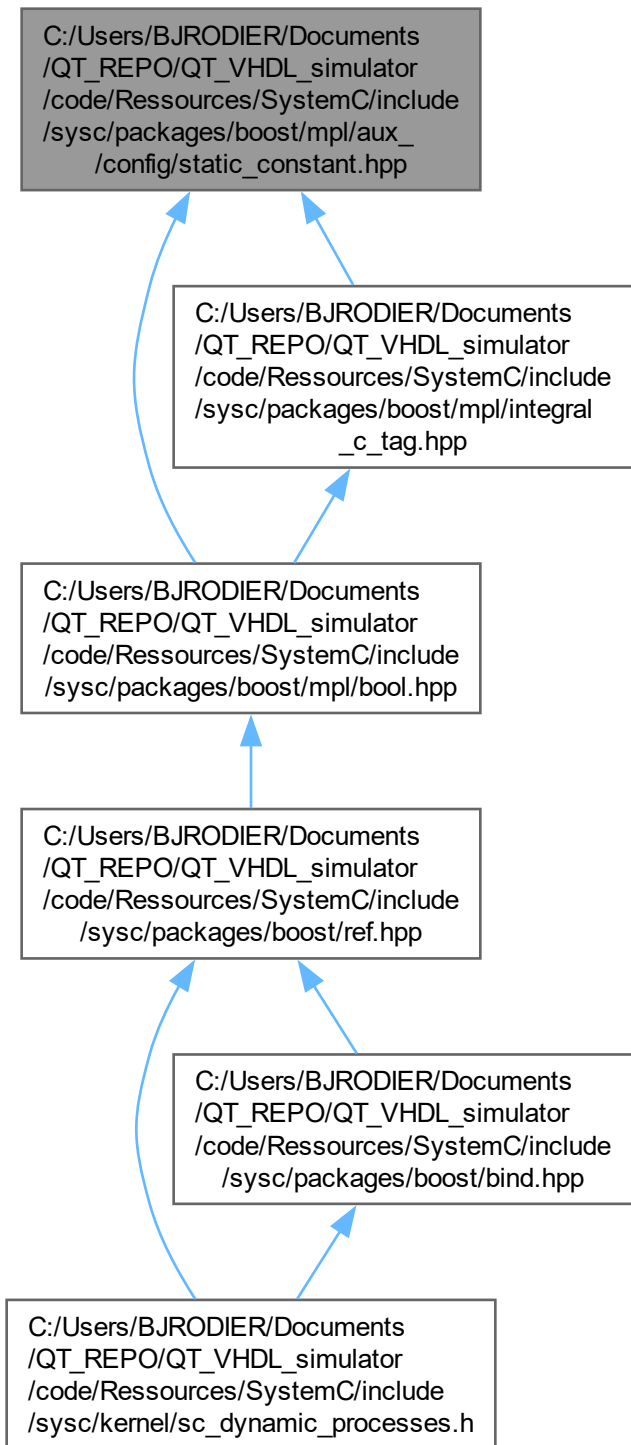 C:/Users/BJRODIER/Documents
/QT_REPO/QT_VHDL_simulator
/code/Ressources/SystemC/include
/sysc/packages/boost/mpl/aux_
/config/static_constant.hpp
C:/Users/BJRODIER/Documents
/QT_REPO/QT_VHDL_simulator
/code/Ressources/SystemC/include
/sysc/packages/boost/mpl/integral
_c_tag.hpp
C:/Users/BJRODIER/Documents
/QT_REPO/QT_VHDL_simulator
/code/Ressources/SystemC/include
/sysc/packages/boost/mpl/bool.hpp
C:/Users/BJRODIER/Documents
/QT_REPO/QT_VHDL_simulator
/code/Ressources/SystemC/include
/sysc/packages/boost/ref.hpp
C:/Users/BJRODIER/Documents
/QT_REPO/QT_VHDL_simulator
/code/Ressources/SystemC/include
/sysc/packages/boost/bind.hpp
C:/Users/BJRODIER/Documents
/QT_REPO/QT_VHDL_simulator
/code/Ressources/SystemC/include
/sysc/kernel/sc_dynamic_processes.h